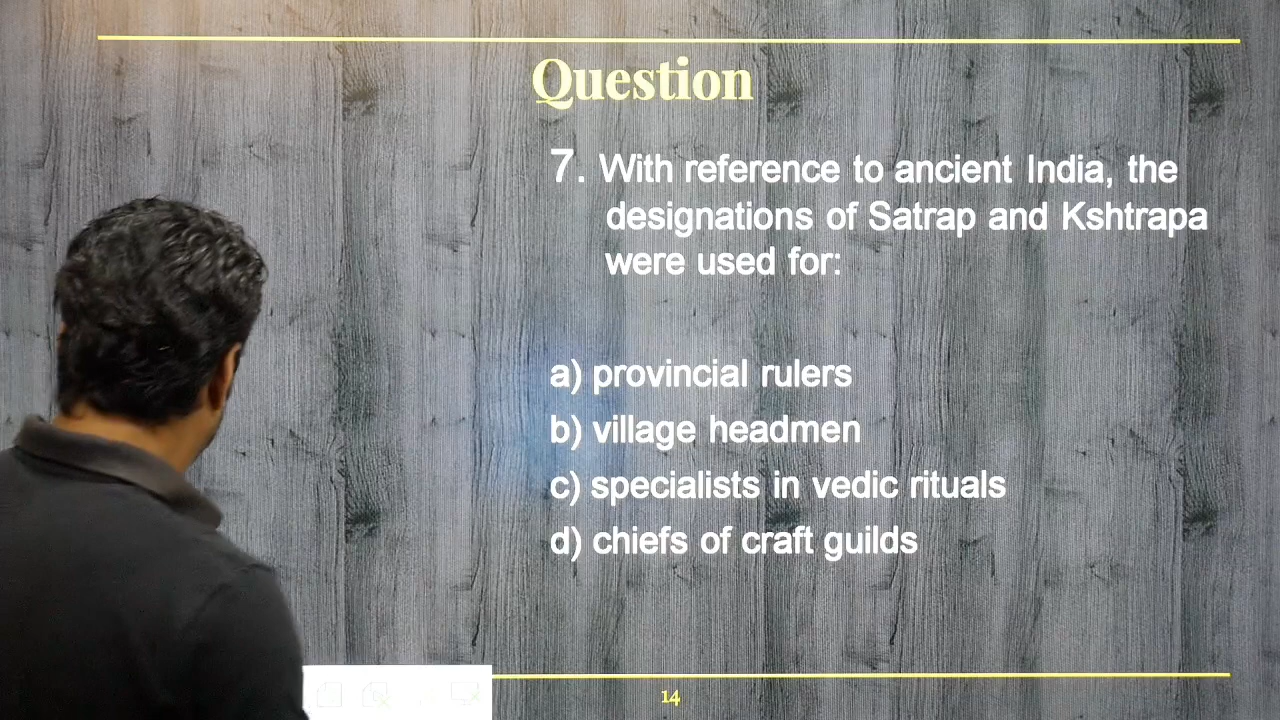 Question
7. With reference to ancient India, the
designations of Satrap and Kshtrapa
were used for:
a) provincial rulers
b) village headmen
c) specialists in vedic rituals
d) chiefs of craft guilds
14